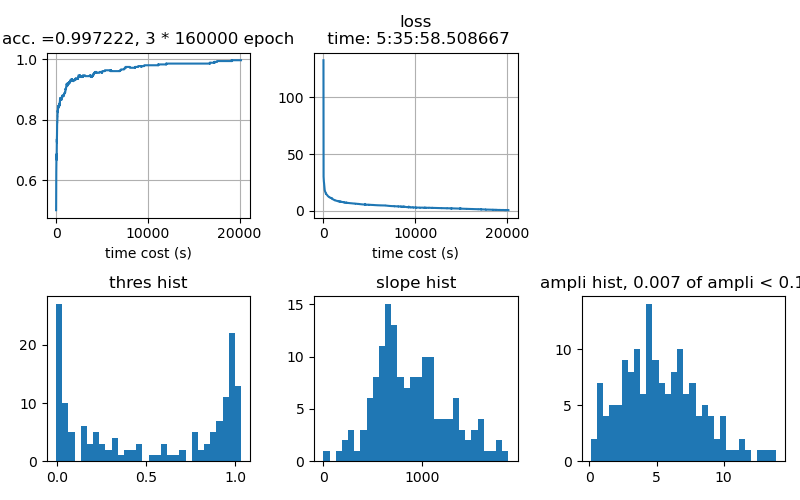 acc. =0.997222, 3 * 160000 epoch
1.0
0.8
0.6
0 10000 20000
time cost (s)
loss
time: 5:35:58.508667
100
50
0
0 10000 20000
time cost (s)
thres hist
20
10
0
0.0 0.5 1.0
slope hist
15
10
5
0
0 1000
ampli hist, 0.007 of ampli < 0.1
10
5
0
0 5 10